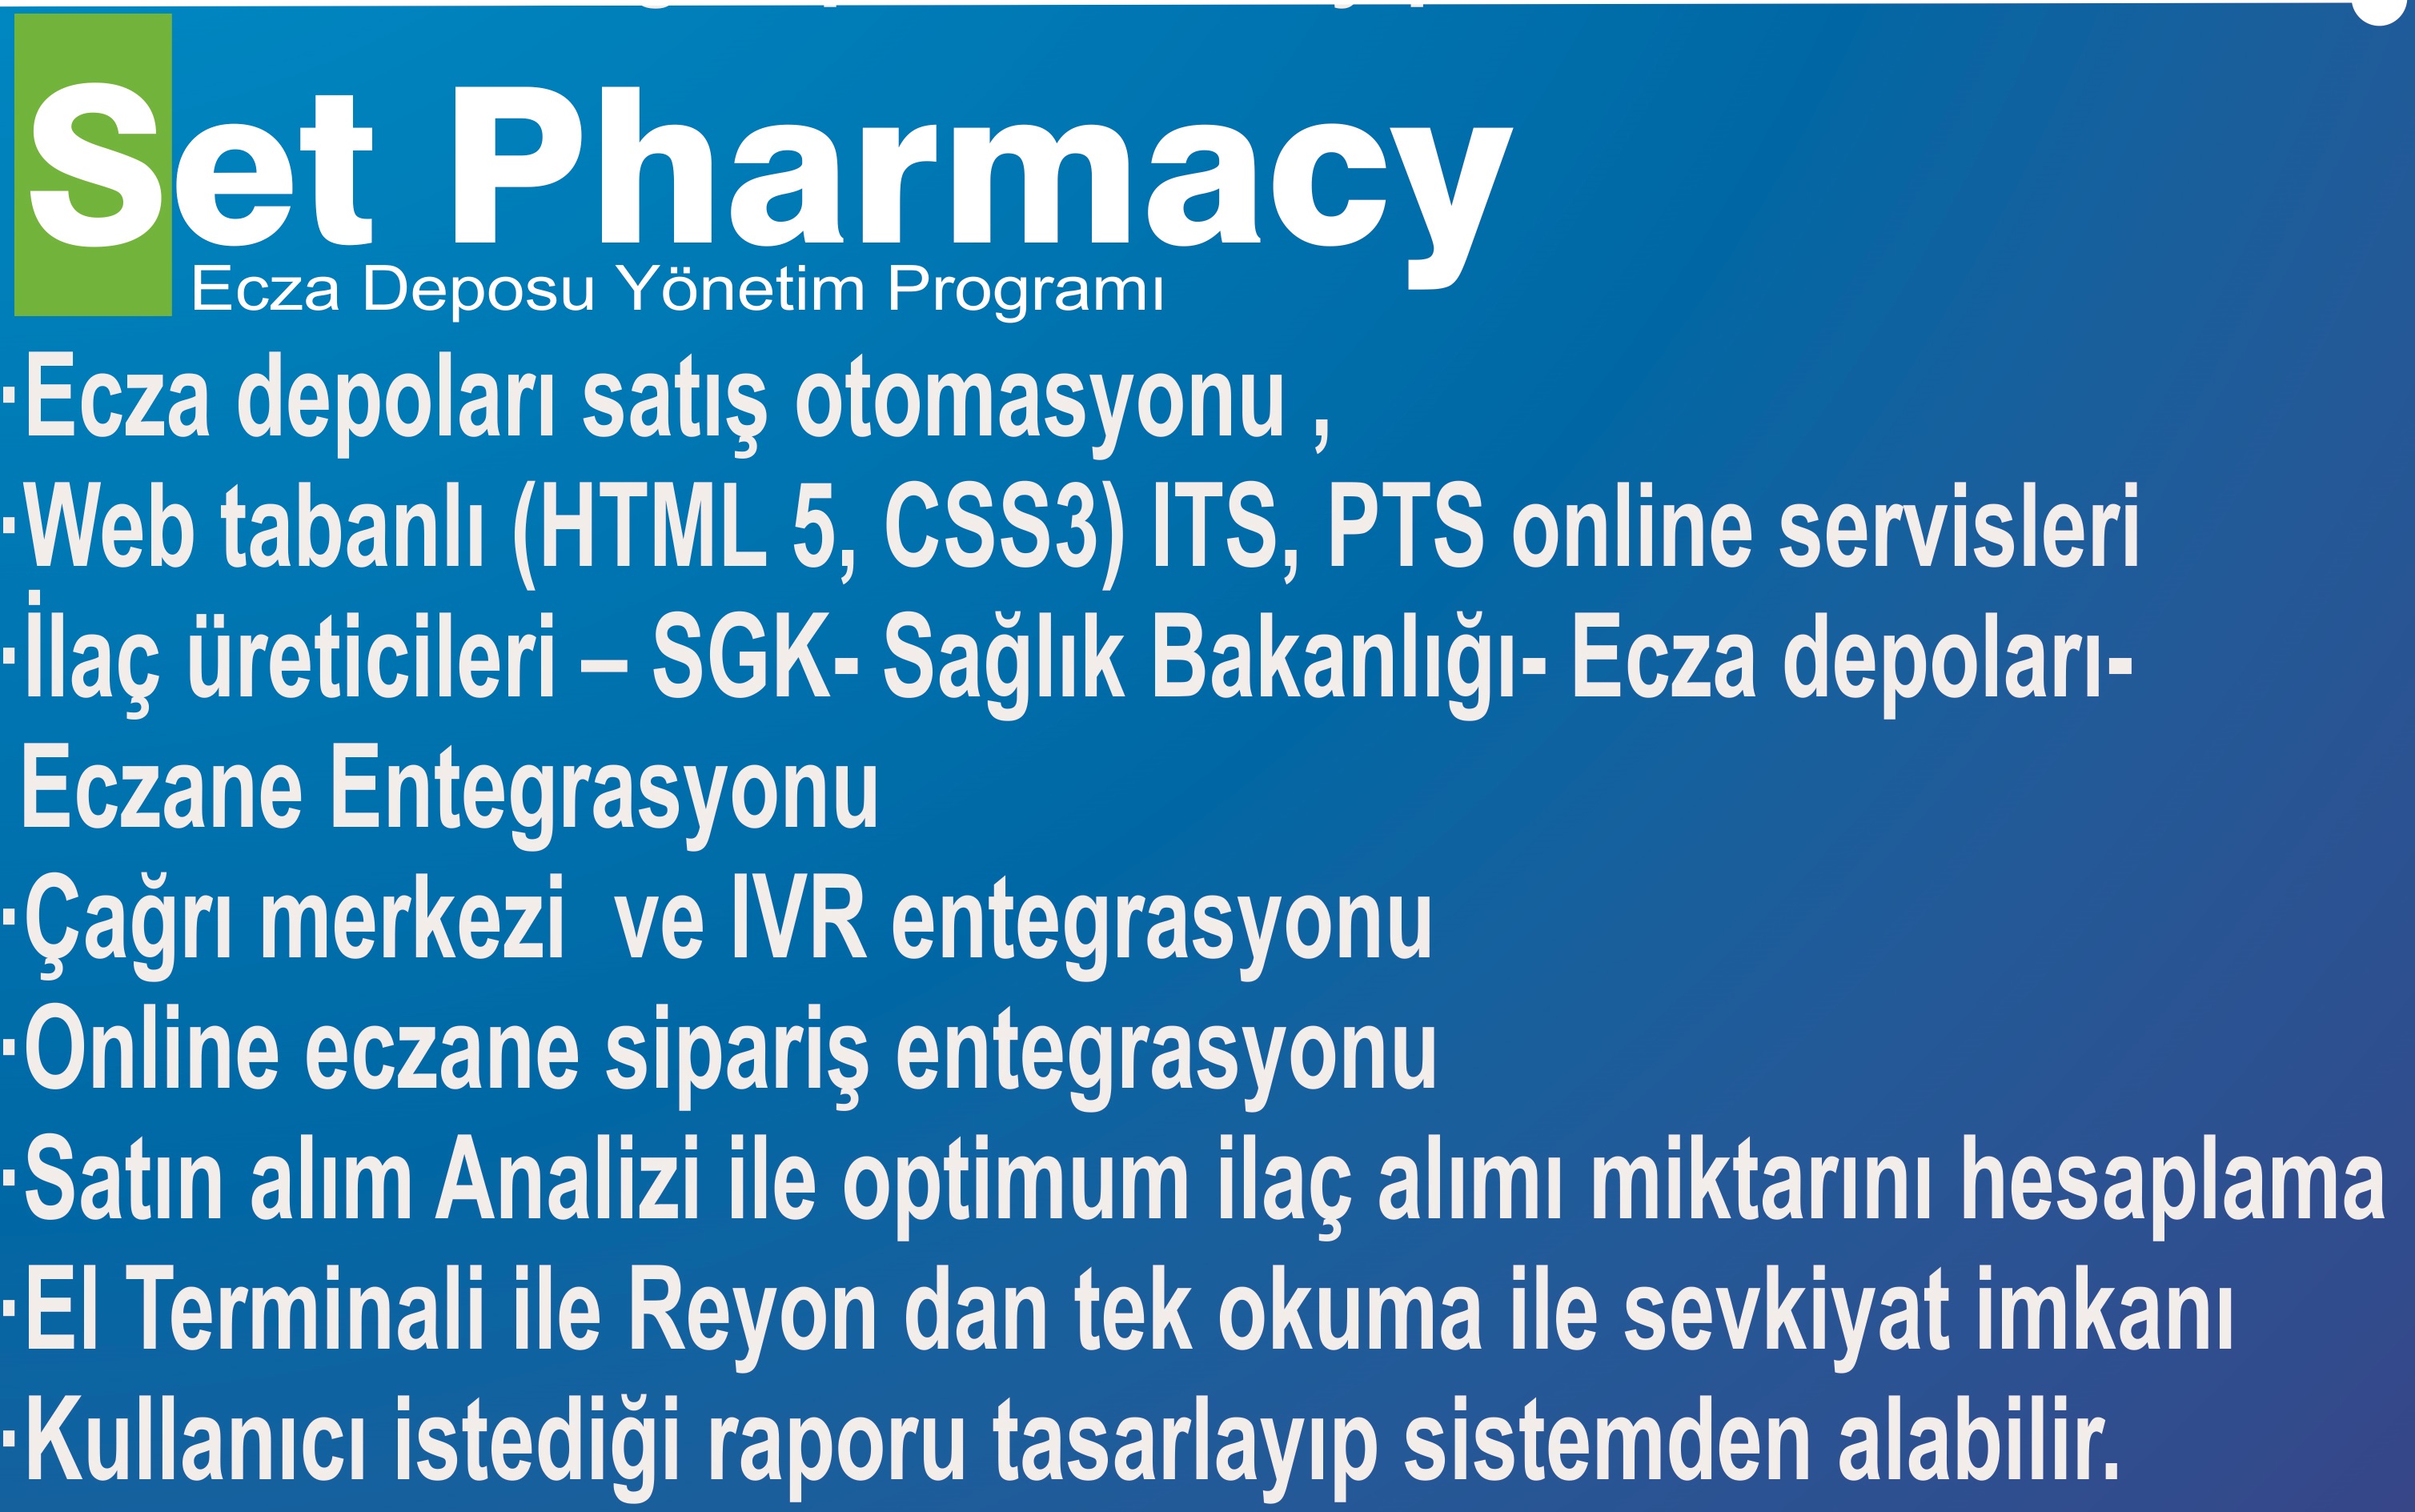 Set Pharmacy
Ecza Deposu Yönetim Programı
·Ecza depoları satış otomasyonu ,
·Web tabanlı (HTML 5, CSS3) ITS, PTS online servisleri
·İlaç üreticileri – SGK- Sağlık Bakanlığı- Ecza depoları-
Eczane Entegrasyonu
·Çağrı merkezi ve IVR entegrasyonu
·Online eczane sipariş entegrasyonu
·Satın alım Analizi ile optimum ilaç alımı miktarını hesaplama
·El Terminali ile Reyon dan tek okuma ile sevkiyat imkanı
·Kullanıcı istediği raporu tasarlayıp sistemden alabilir.